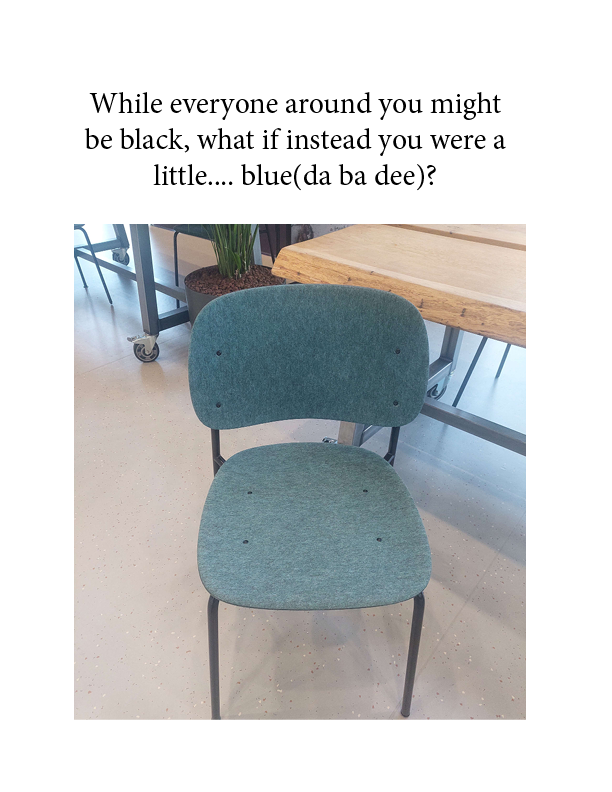 While everyone around you might
be black, what if instead you were a
little.... blue(da ba dee)?